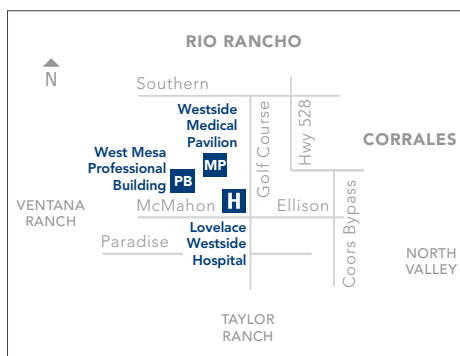 RIO RANCHO
N
Southern
Westside
Medical
Pavilion
Golf Course
Hwy 528
CORRALES
West Mesa
Professional
Building
MP
PB
H
VENTANA
RANCH
McMahon
Ellison
Coors Bypass
Paradise
Lovelace
Westside
Hospital
NORTH
VALLEY
TAYLOR
RANCH